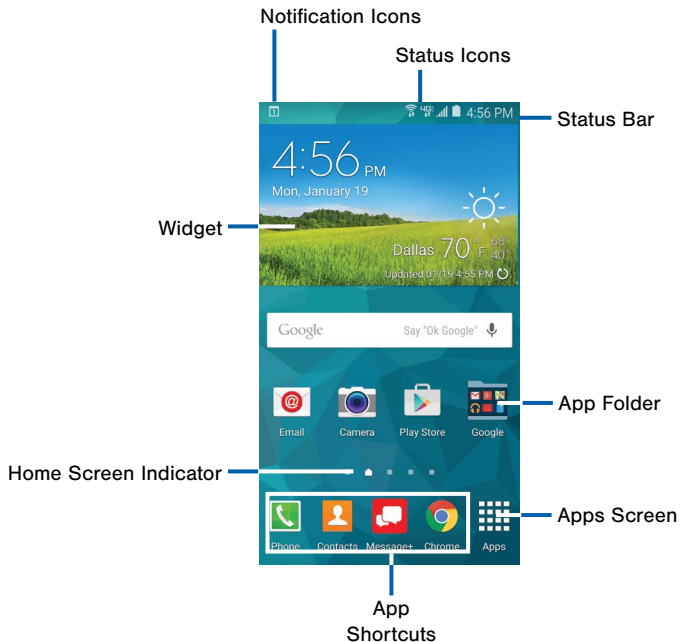 Notification Icons
Status Icons
4G
4:56 PM
Status Bar
4:56 PM
Mon, January 19
Widget
Dallas 70° F 68° 40°
Updated 01/19 4:55 PM
Google Say "Ok Google"
App Folder
Email Camera Play Store Google
Home Screen Indicator
Apps Screen
Phone Contacts Message+ Chrome Apps
App
Shortcuts